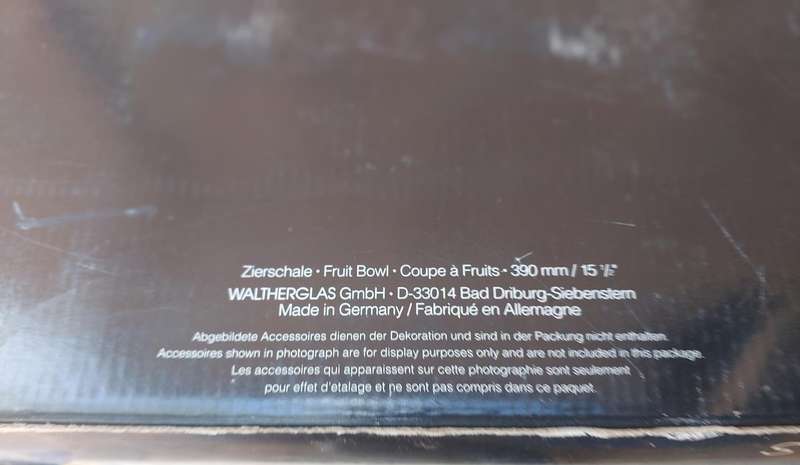 Zierschale • Fruit Bowl • Coupe à Fruits • 390 mm / 15 ½"
WALTHERGLAS GmbH • D-33014 Bad Driburg-Siebenstern
Made in Germany / Fabriqué en Allemagne
Abgebildete Accessoires dienen der Dekoration und sind in der Packung nicht enthalten.
Accessoires shown in photograph are for display purposes only and are not included in this package.
Les accessoires qui apparaissent sur cette photographie sont seulement
pour effet d'etalage et ne sont pas compris dans ce paquet.